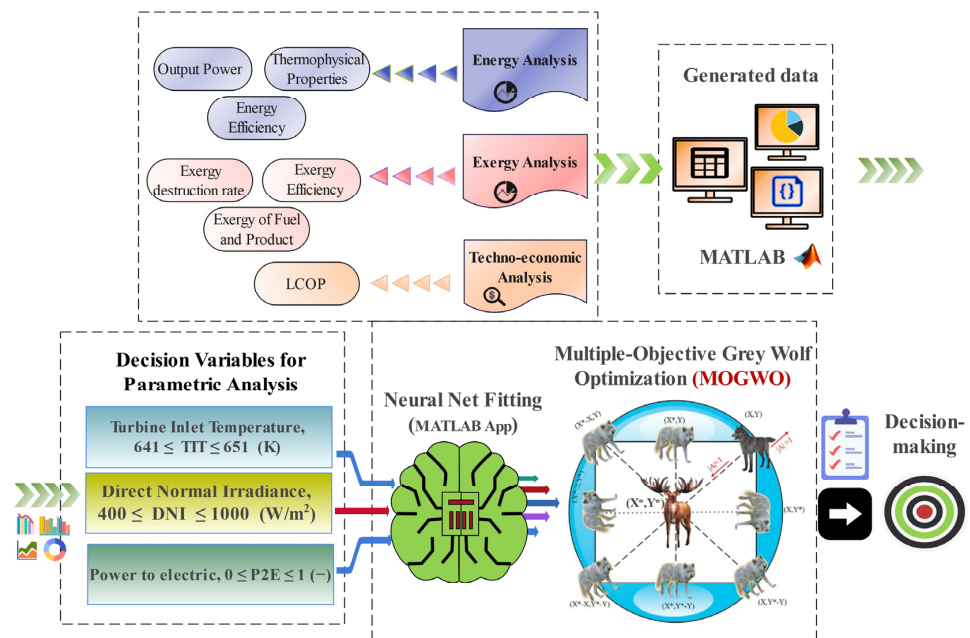 Output Power
Thermophysical
Properties
Energy
Efficiency
Energy Analysis
Exergy
destruction rate
Exergy
Efficiency
Exergy of Fuel
and Product
Exergy Analysis
LCOP
Techno-economic
Analysis
$
Generated data
{}
MATLAB
Decision Variables for
Parametric Analysis
Turbine Inlet Temperature,
641 ≤ TIT ≤ 651 (K)
Direct Normal Irradiance,
400 ≤ DNI ≤ 1000 (W/m²)
Power to electric, 0 ≤ P2E ≤ 1 (−)
Neural Net Fitting
(MATLAB App)
Multiple-Objective Grey Wolf
Optimization (MOGWO)
(X*-X,Y)
(X*,Y)
(X,Y)
|A|>1
|A|<1
(X*,Y*)
(X,Y*)
(X*-X,Y*-Y)
(X*,Y*-Y)
(X,Y*-Y)
Decision-
making